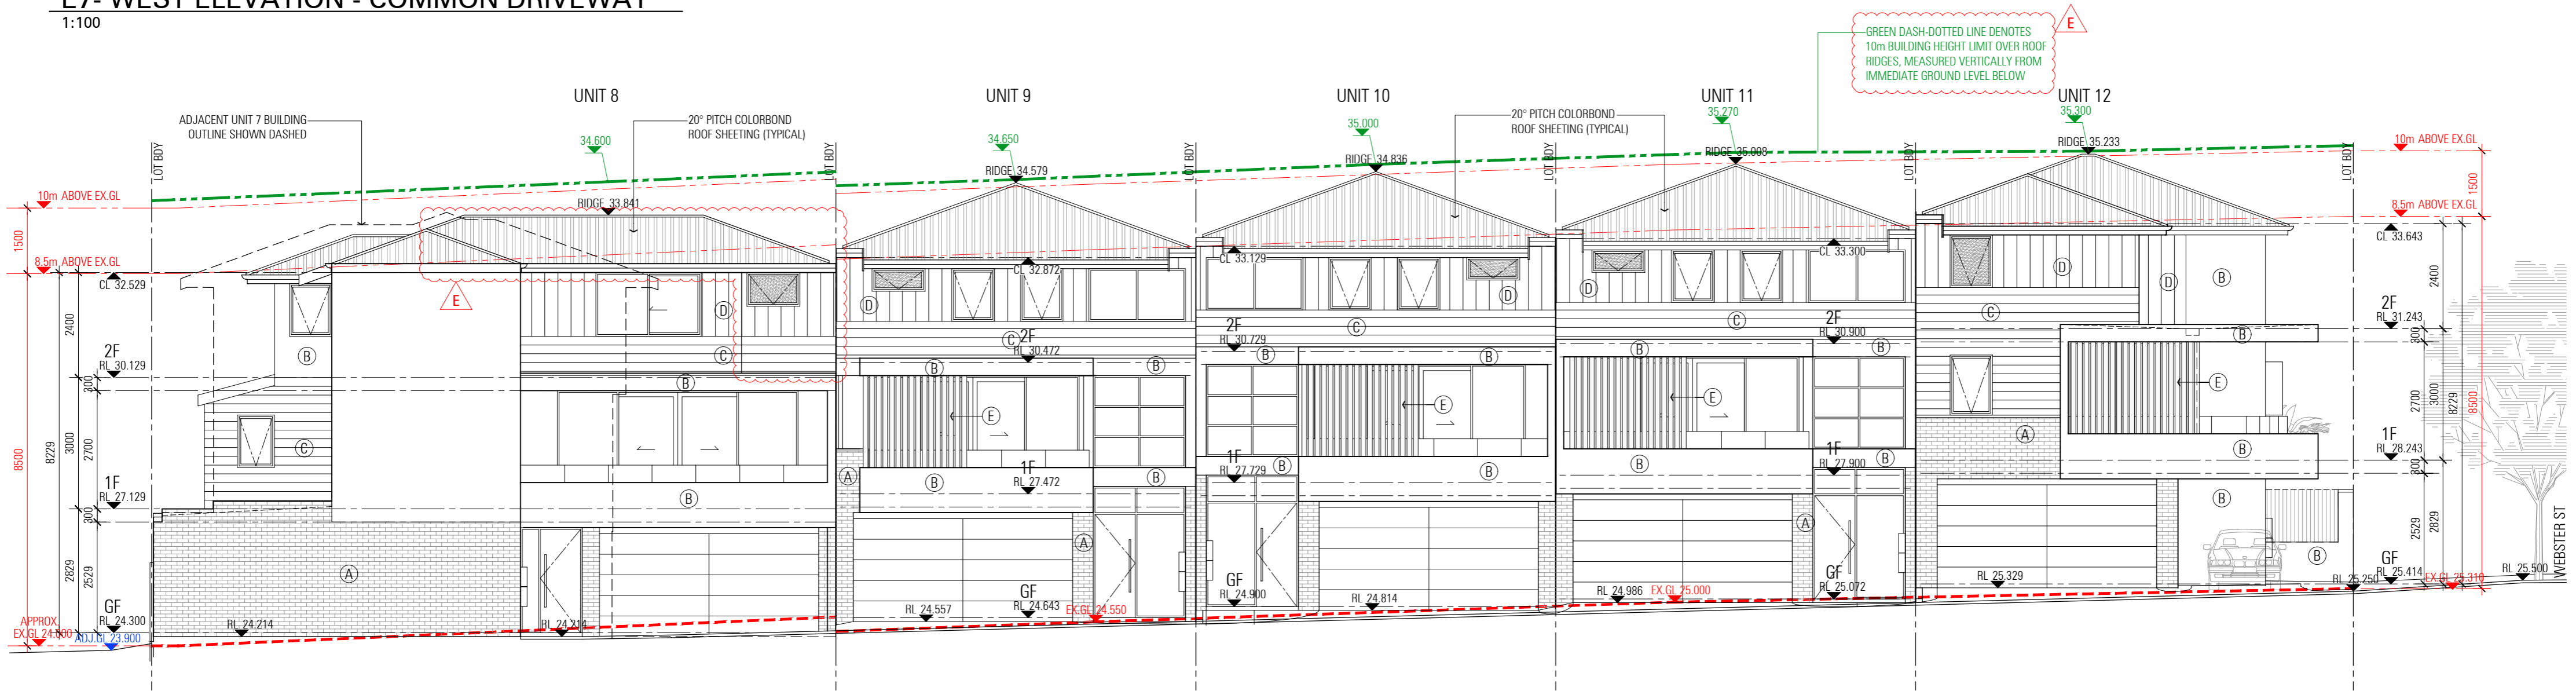 E7- WEST ELEVATION - COMMON DRIVEWAY
1:100
E
GREEN DASH-DOTTED LINE DENOTES
10m BUILDING HEIGHT LIMIT OVER ROOF
RIDGES, MEASURED VERTICALLY FROM
IMMEDIATE GROUND LEVEL BELOW
UNIT 8
UNIT 9
UNIT 10
UNIT 11
UNIT 12
34.600
34.650
35.000
35.270
35.300
ADJACENT UNIT 7 BUILDING
OUTLINE SHOWN DASHED
20° PITCH COLORBOND
ROOF SHEETING (TYPICAL)
20° PITCH COLORBOND
ROOF SHEETING (TYPICAL)
LOT BDY
LOT BDY
LOT BDY
LOT BDY
LOT BDY
LOT BDY
RIDGE 33.841
RIDGE 34.579
RIDGE 34.836
RIDGE 35.008
RIDGE 35.233
10m ABOVE EX.GL
1500
8.5m ABOVE EX.GL
CL 32.529
2400
2F
RL 30.129
300
8500
8229
3000
2700
1F
RL 27.129
300
2829
2529
GF
RL 24.300
APPROX
EX.GL 24.000
ADJ.GL 23.900
RL 24.214
B
C
A
E
D
C
B
B
RL 24.214
CL 32.872
D
C
2F
RL 30.472
B
B
E
A
1F
RL 27.472
B
B
A
GF
RL 24.643
RL 24.557
EX.GL 24.550
CL 33.129
D
C
2F
RL 30.729
B
B
E
1F
RL 27.729
B
B
GF
RL 24.900
RL 24.814
CL 33.300
D
C
2F
RL 30.900
B
B
E
1F
RL 27.900
B
B
A
GF
RL 25.072
RL 24.986
EX.GL 25.000
D
D
B
C
B
E
A
B
B
B
RL 25.329
RL 25.250
10m ABOVE EX.GL
1500
8.5m ABOVE EX.GL
CL 33.643
2400
2F
RL 31.243
300
2700
3000
8229
8500
1F
RL 28.243
300
2529
2829
GF
RL 25.414
EX.GL 25.310
RL 25.500
WEBSTER ST